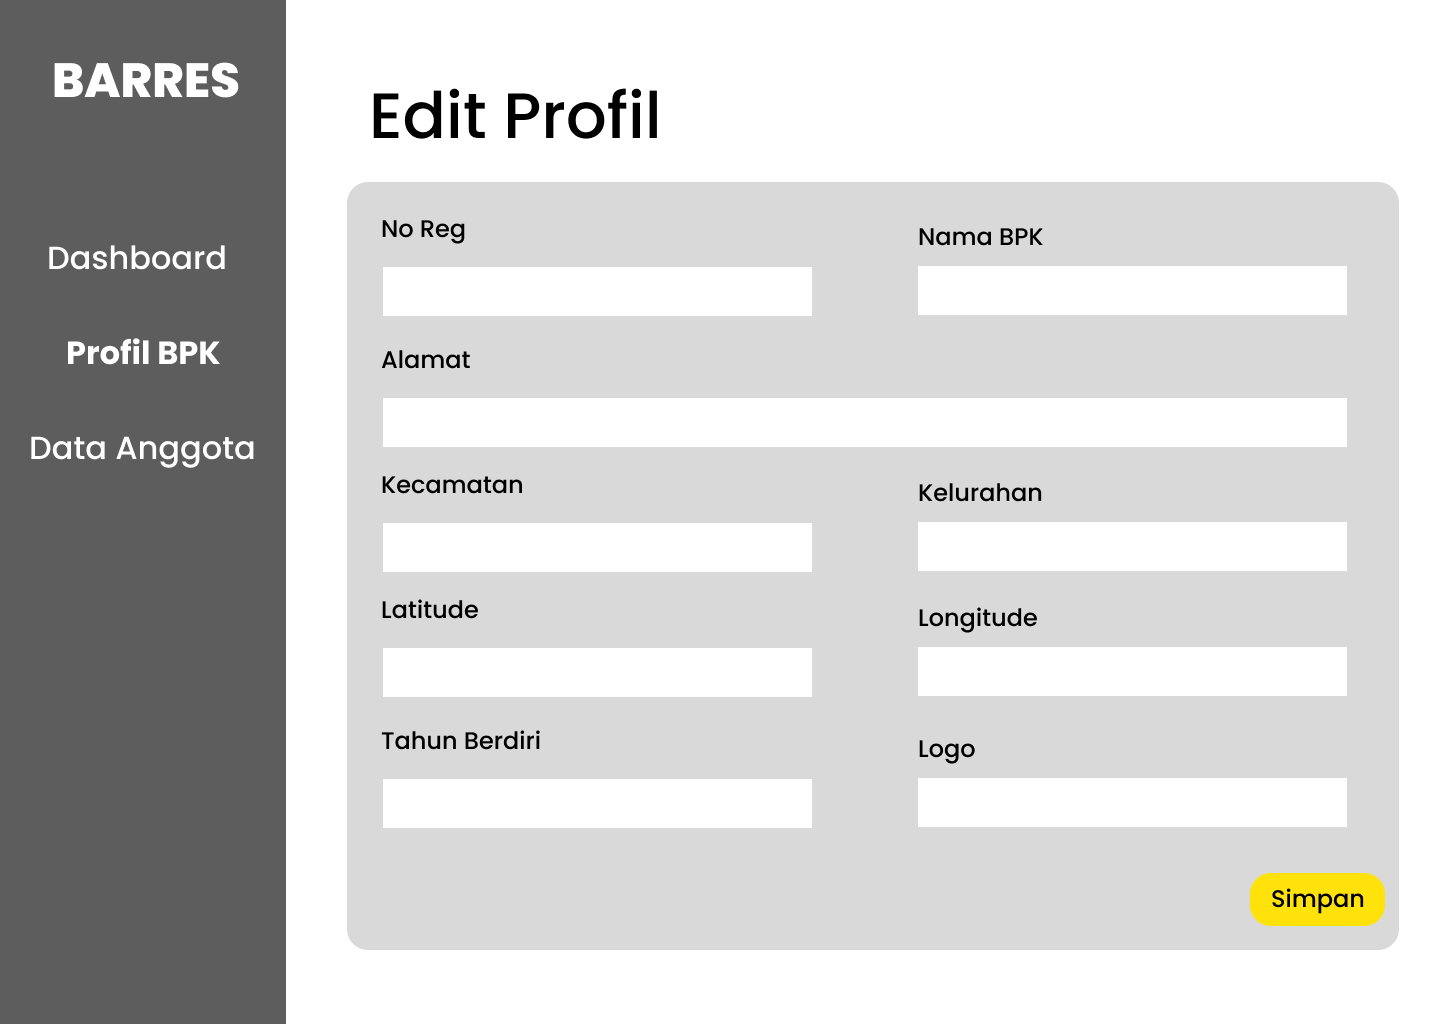 BARRES
Dashboard
Profil BPK
Data Anggota
Edit Profil
No Reg
Nama BPK
Alamat
Kecamatan
Kelurahan
Latitude
Longitude
Tahun Berdiri
Logo
Simpan